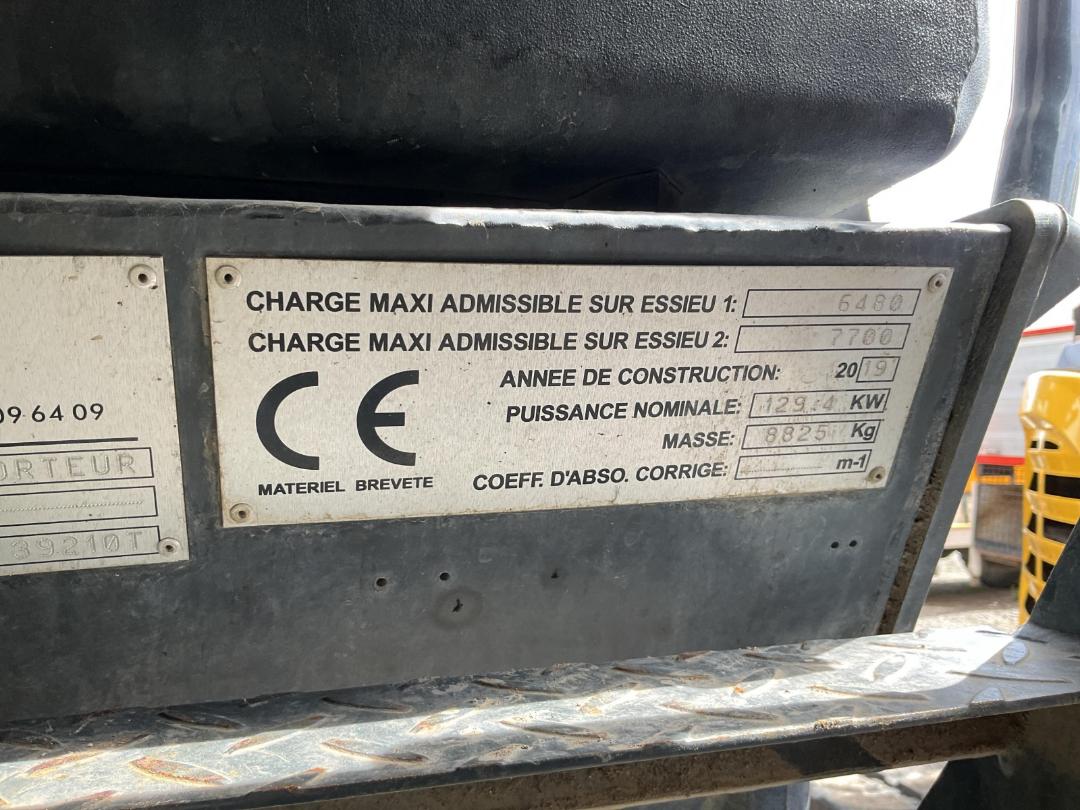 09 64 09
ORTEUR
39210T
CHARGE MAXI ADMISSIBLE SUR ESSIEU 1: 6480
CHARGE MAXI ADMISSIBLE SUR ESSIEU 2: 7700
ANNEE DE CONSTRUCTION: 2019
PUISSANCE NOMINALE: 129.4 KW
MASSE: 8825 Kg
COEFF. D'ABSO. CORRIGE: m-1
CE
MATERIEL BREVETE